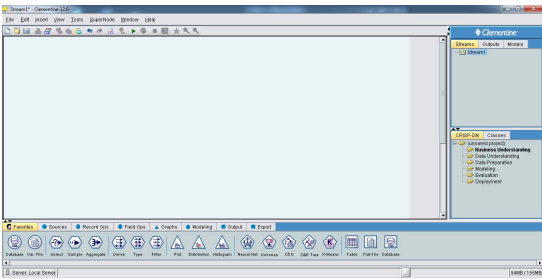 Stream1* - Clementine 12.0
File Edit Insert View Tools SuperNode Window Help
Clementine
Streams Outputs Models
Stream1
CRISP-DM Classes
(unsaved project)
Business Understanding
Data Understanding
Data Preparation
Modeling
Evaluation
Deployment
Favorites Sources Record Ops Field Ops Graphs Modeling Output Export
Database Var. File Select Sample Aggregate Derive Type Filter Plot Distribution Histogram Neural Net Kohonen C5.0 C&R Tree K-Means Table Flat File Database
Server: Local Server 94MB / 155MB